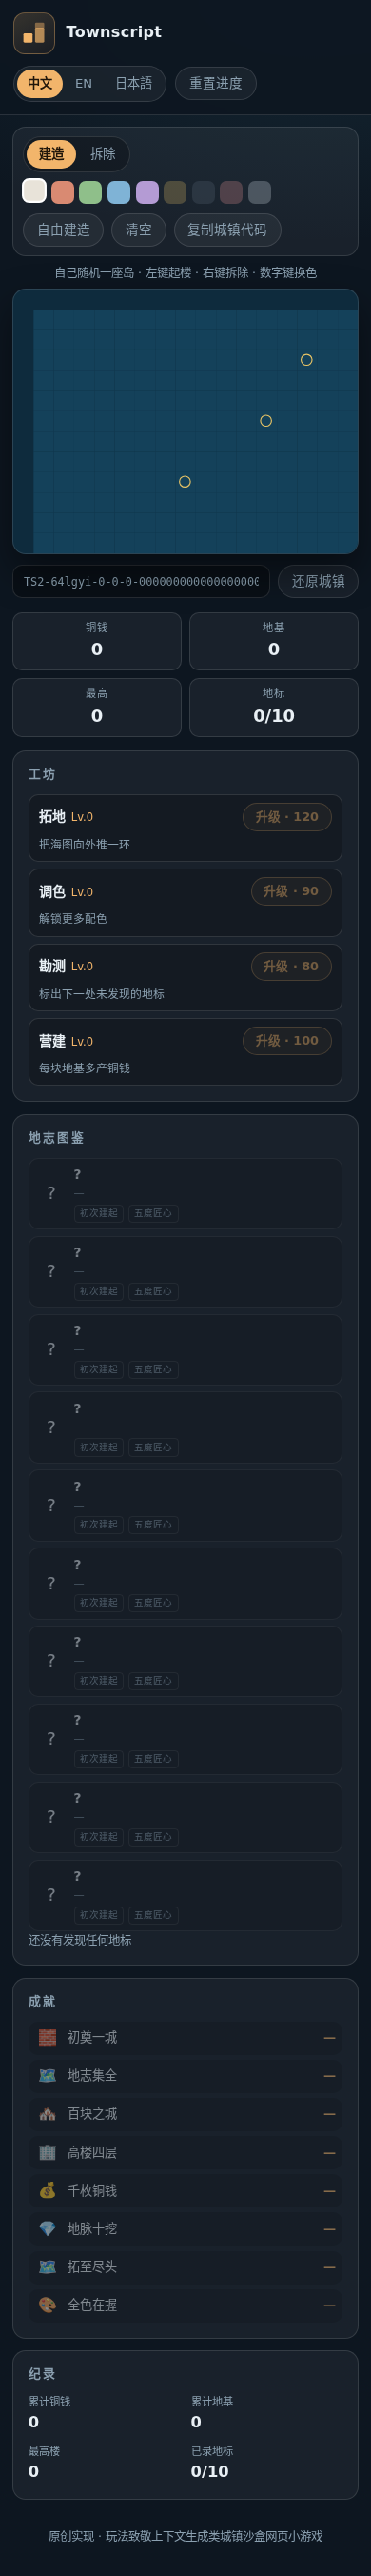 Townscript
中文 EN 日本語 重置进度
建造 拆除
自由建造 清空 复制城镇代码
自己随机一座岛 · 左键起楼 · 右键拆除 · 数字键换色
TS2-64lgyi-0-0-0-000000000000000000 还原城镇
铜钱 地基
0 0
最高 地标
0 0/10
工坊
拓地 Lv.0 升级 · 120
把海图向外推一环
调色 Lv.0 升级 · 90
解锁更多配色
勘测 Lv.0 升级 · 80
标出下一处未发现的地标
营建 Lv.0 升级 · 100
每块地基多产铜钱
地志图鉴
? ?
—
初次建起 五度匠心
? ?
—
初次建起 五度匠心
? ?
—
初次建起 五度匠心
? ?
—
初次建起 五度匠心
? ?
—
初次建起 五度匠心
? ?
—
初次建起 五度匠心
? ?
—
初次建起 五度匠心
? ?
—
初次建起 五度匠心
? ?
—
初次建起 五度匠心
? ?
—
初次建起 五度匠心
还没有发现任何地标
成就
初奠一城 —
地志集全 —
百块之城 —
高楼四层 —
千枚铜钱 —
地脉十挖 —
拓至尽头 —
全色在握 —
纪录
累计铜钱 累计地基
0 0
最高楼 已录地标
0 0/10
原创实现 · 玩法致敬上下文生成类城镇沙盒网页小游戏